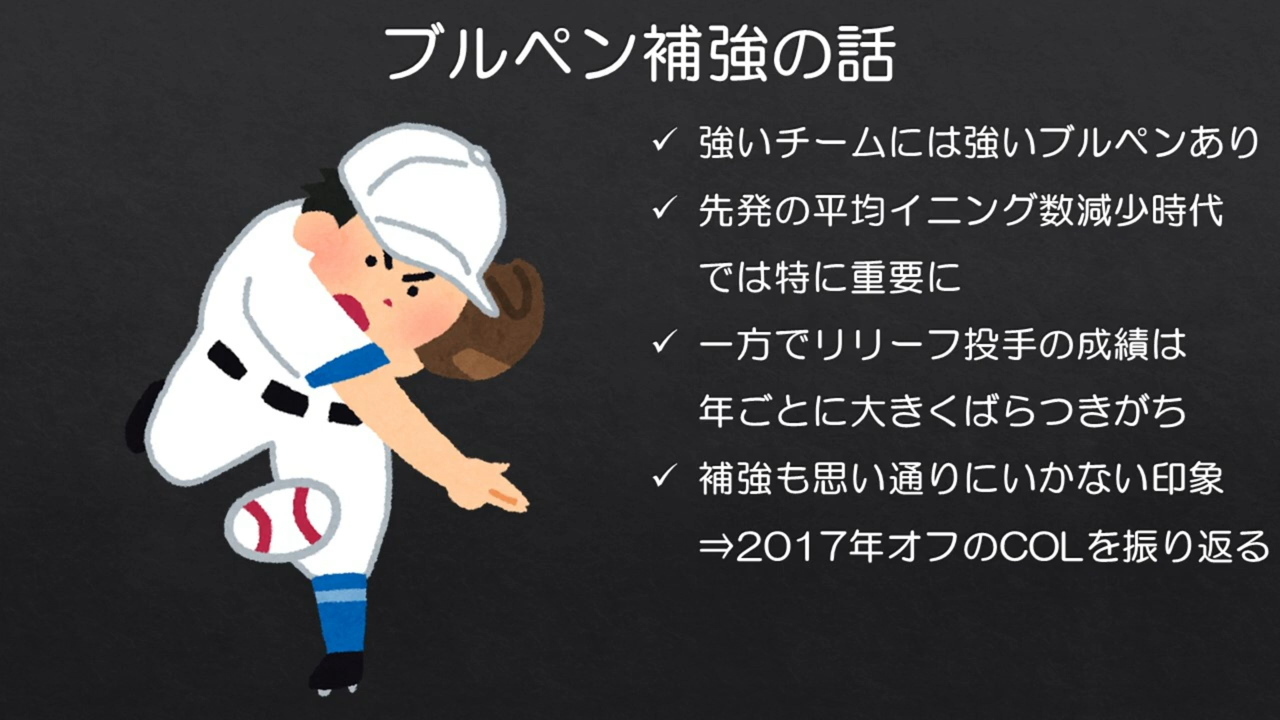 ブルペン補強の話
✓ 強いチームには強いブルペンあり
✓ 先発の平均イニング数減少時代
では特に重要に
✓ 一方でリリーフ投手の成績は
年ごとに大きくばらつきがち
✓ 補強も思い通りにいかない印象
⇒2017年オフのCOLを振り返る